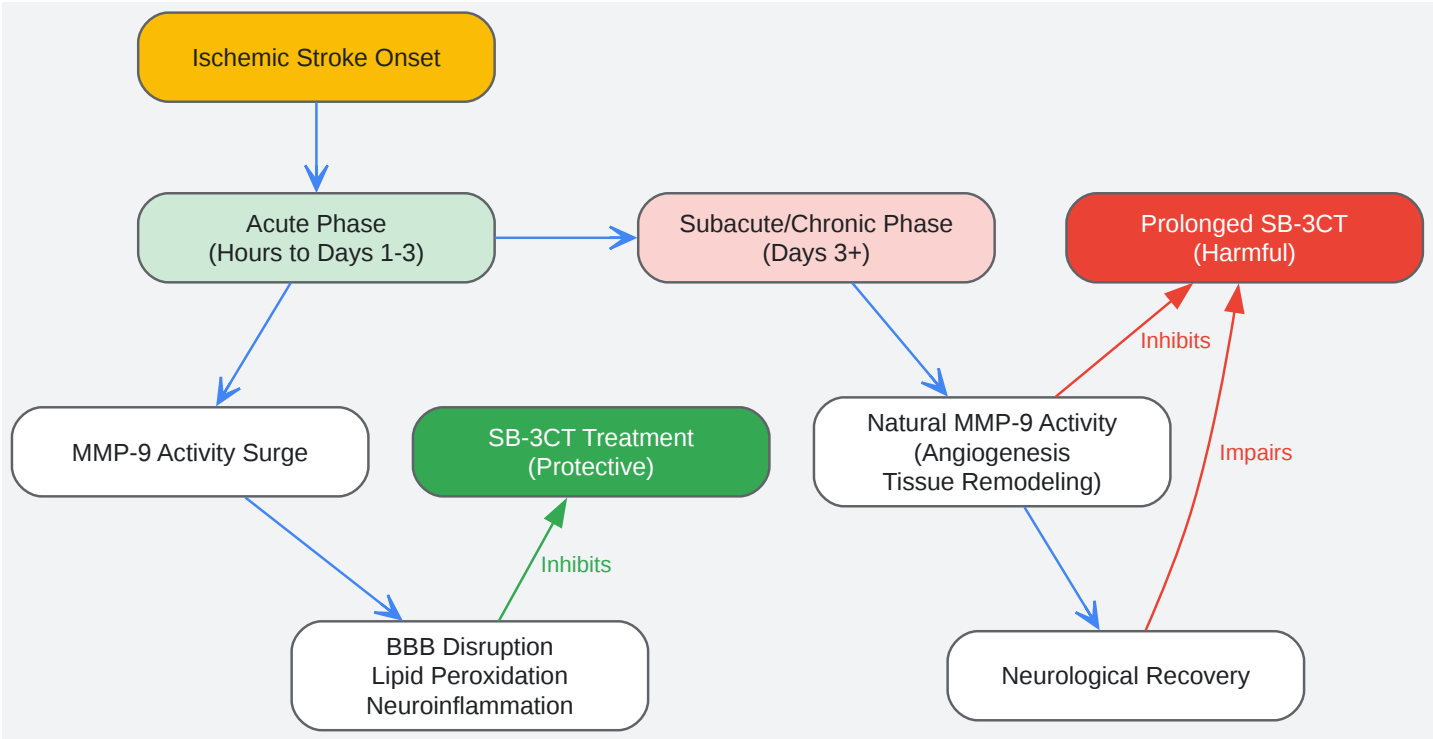 Ischemic Stroke Onset
Acute Phase
(Hours to Days 1-3)
Subacute/Chronic Phase
(Days 3+)
Prolonged SB-3CT
(Harmful)
Inhibits
MMP-9 Activity Surge
SB-3CT Treatment
(Protective)
Natural MMP-9 Activity
(Angiogenesis
Tissue Remodeling)
Impairs
Inhibits
BBB Disruption
Lipid Peroxidation
Neuroinflammation
Neurological Recovery